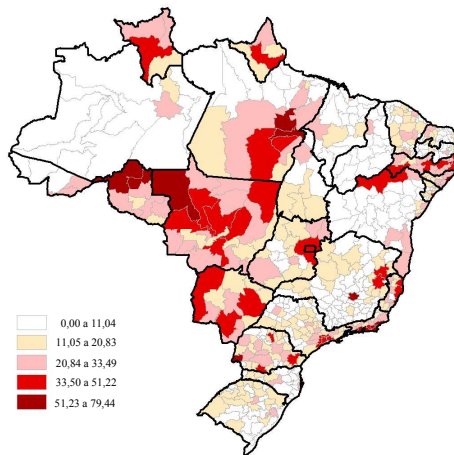 0,00 a 11,04
11,05 a 20,83
20,84 a 33,49
33,50 a 51,22
51,23 a 79,44